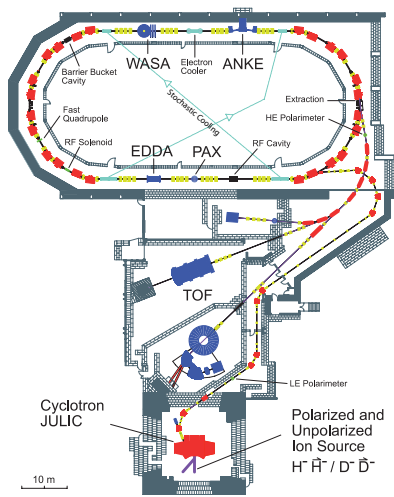 WASA
Electron
Cooler
ANKE
Barrier Bucket
Cavity
Stochastic Cooling
Extraction
Fast
Quadrupole
HE Polarimeter
RF Solenoid
EDDA
PAX
RF Cavity
TOF
LE Polarimeter
Cyclotron
JULIC
Polarized and
Unpolarized
Ion Source
H⁻ H⃗⁻ / D⁻ D⃗⁻
10 m